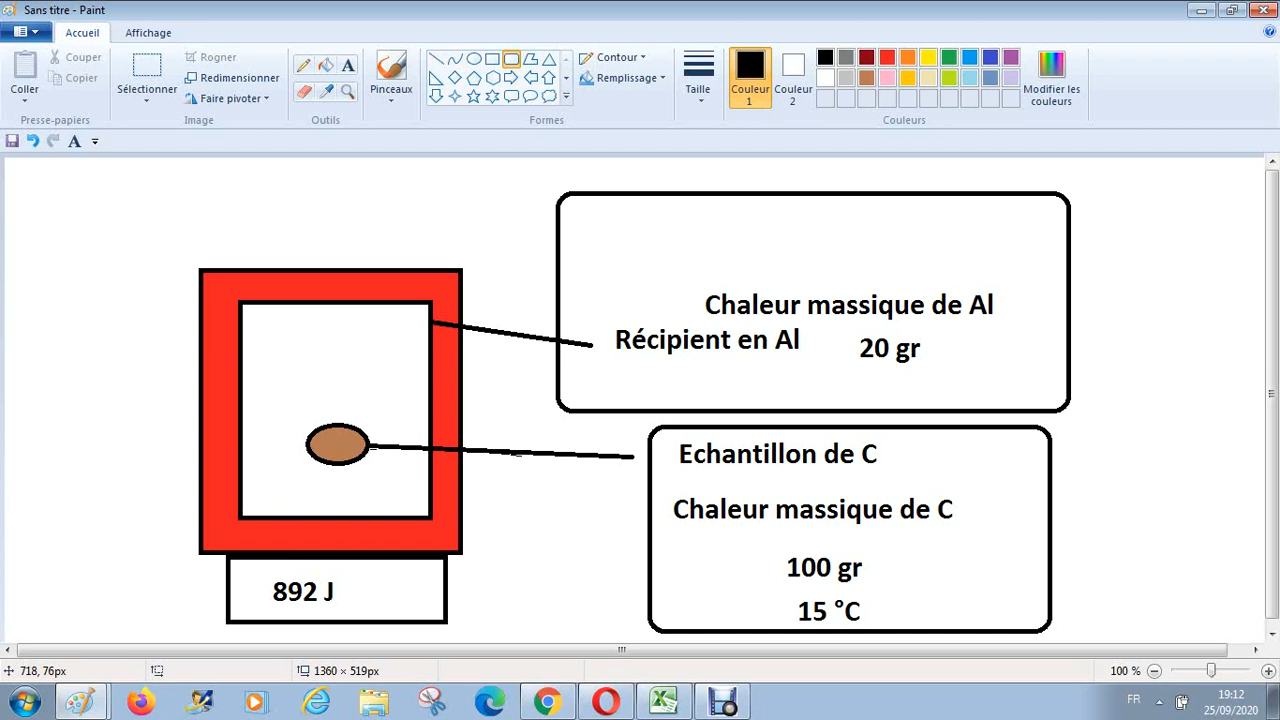 Sans titre - Paint
Accueil
Affichage
Coller
Couper
Copier
Presse-papiers
Sélectionner
Rogner
Redimensionner
Faire pivoter
Image
A
Outils
Pinceaux
Contour
Remplissage
Formes
Taille
Couleur 1
Couleur 2
Modifier les couleurs
Couleurs
A
Chaleur massique de Al
Récipient en Al
20 gr
Echantillon de C
Chaleur massique de C
100 gr
15 °C
892 J
718, 76px
1360 × 519px
100 %
FR
19:12
25/09/2020